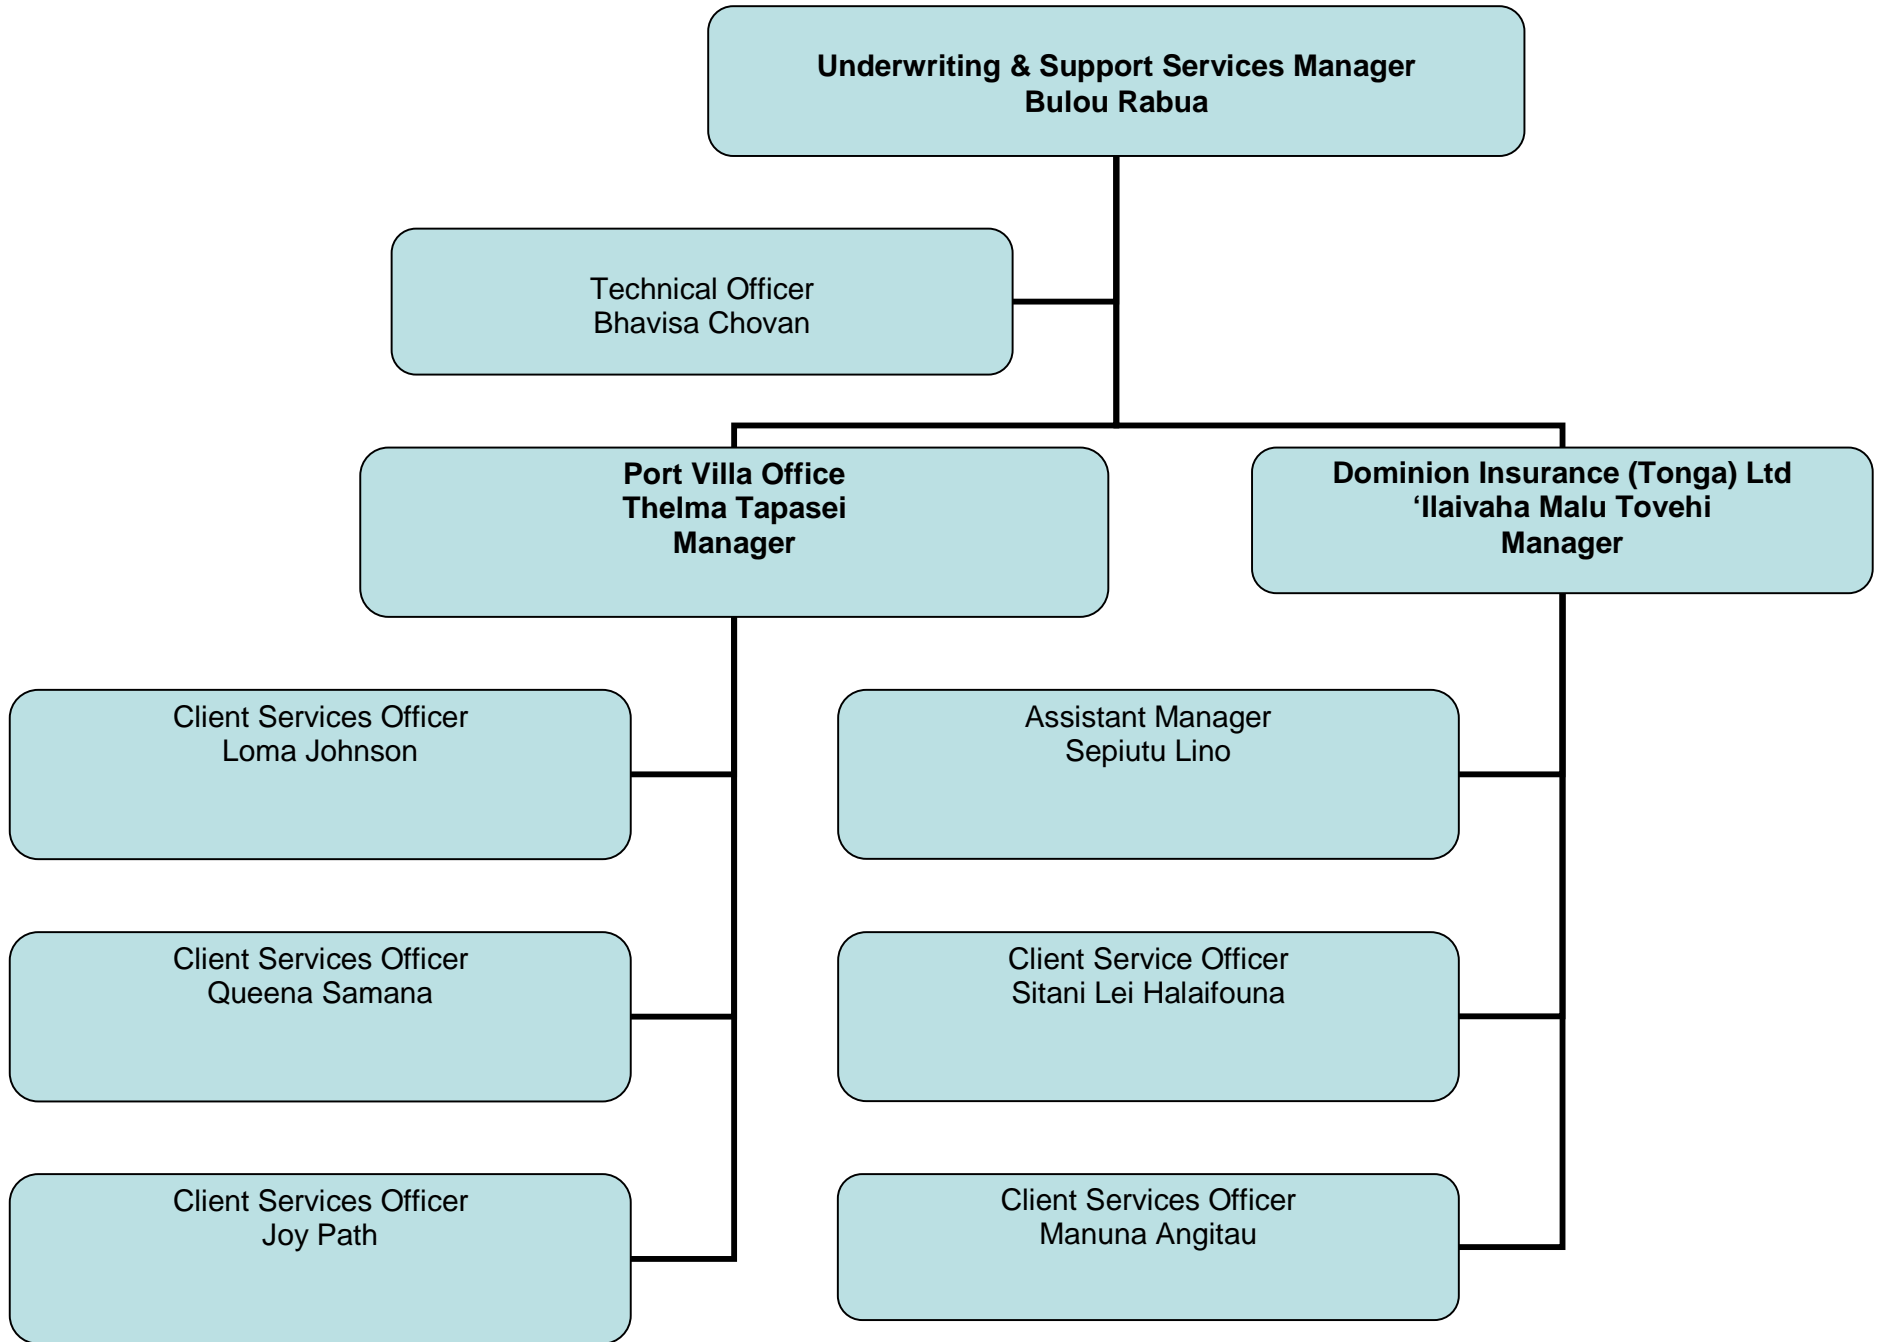 Underwriting & Support Services Manager
Bulou Rabua
Technical Officer
Bhavisa Chovan
Port Villa Office
Thelma Tapasei
Manager
Dominion Insurance (Tonga) Ltd
‘Ilaivaha Malu Tovehi
Manager
Client Services Officer
Loma Johnson
Assistant Manager
Sepiutu Lino
Client Services Officer
Queena Samana
Client Service Officer
Sitani Lei Halaifouna
Client Services Officer
Joy Path
Client Services Officer
Manuna Angitau